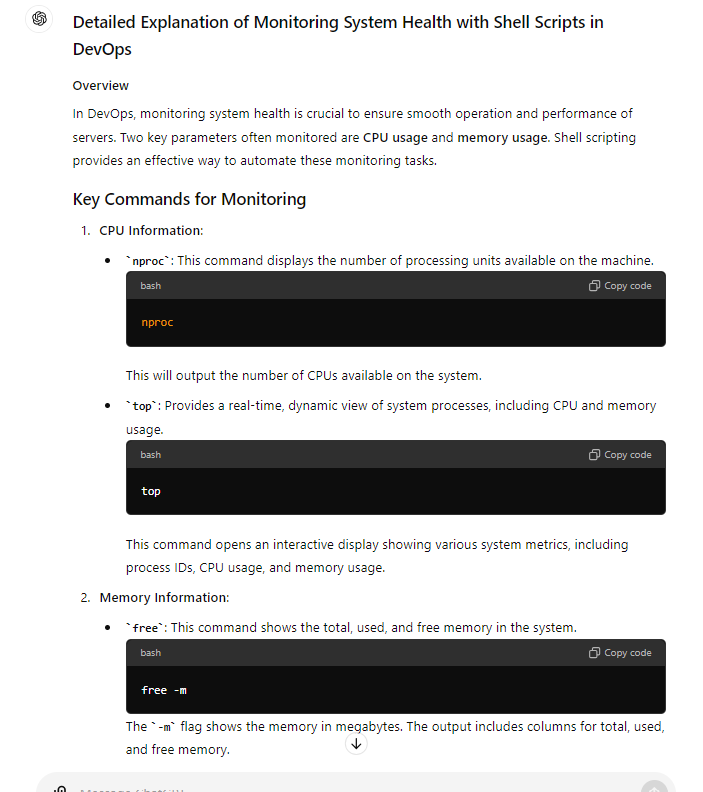 Detailed Explanation of Monitoring System Health with Shell Scripts in
DevOps
Overview
In DevOps, monitoring system health is crucial to ensure smooth operation and performance of
servers. Two key parameters often monitored are CPU usage and memory usage. Shell scripting
provides an effective way to automate these monitoring tasks.
Key Commands for Monitoring
1. CPU Information:
• `nproc`: This command displays the number of processing units available on the machine.
bash Copy code
nproc
This will output the number of CPUs available on the system.
• `top`: Provides a real-time, dynamic view of system processes, including CPU and memory
usage.
bash Copy code
top
This command opens an interactive display showing various system metrics, including
process IDs, CPU usage, and memory usage.
2. Memory Information:
• `free`: This command shows the total, used, and free memory in the system.
bash Copy code
free -m
The `-m` flag shows the memory in megabytes. The output includes columns for total, used,
and free memory.